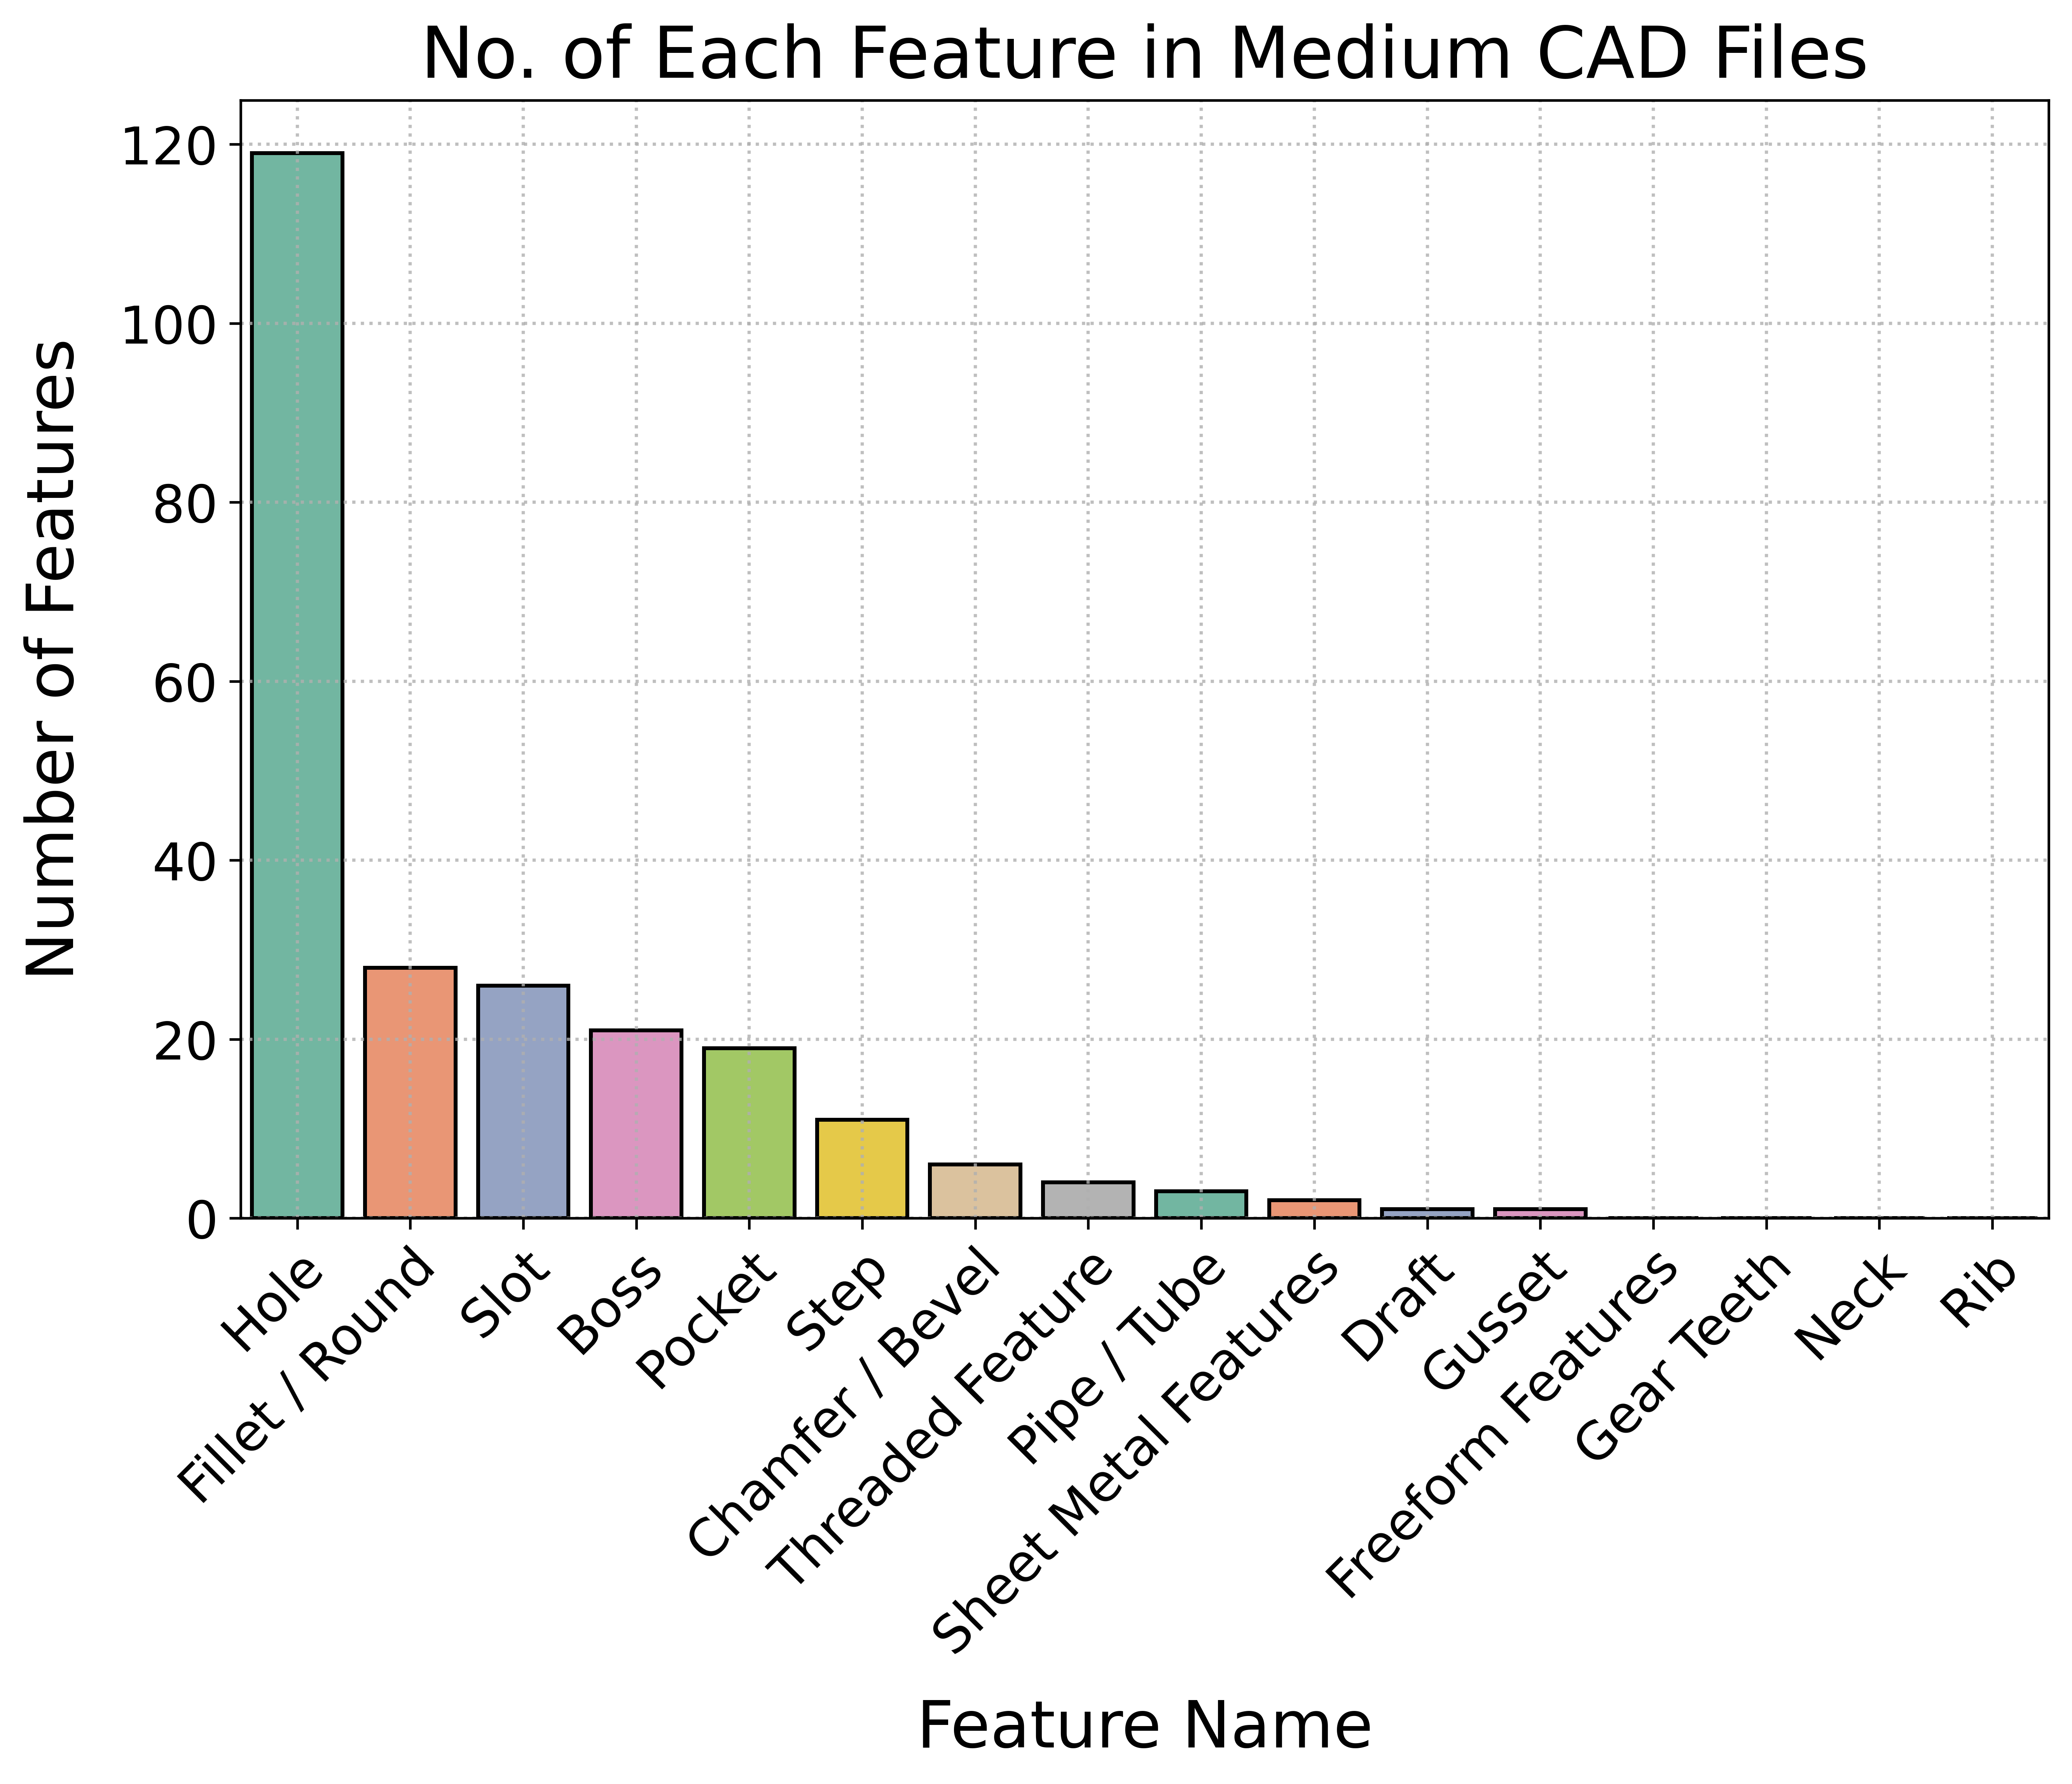 No. of Each Feature in Medium CAD Files
Number of Features
120
100
80
60
40
20
0
Hole
Fillet / Round
Slot
Boss
Pocket
Step
Chamfer / Bevel
Threaded Feature
Pipe / Tube
Sheet Metal Features
Draft
Gusset
Freeform Features
Gear Teeth
Neck
Rib
Feature Name